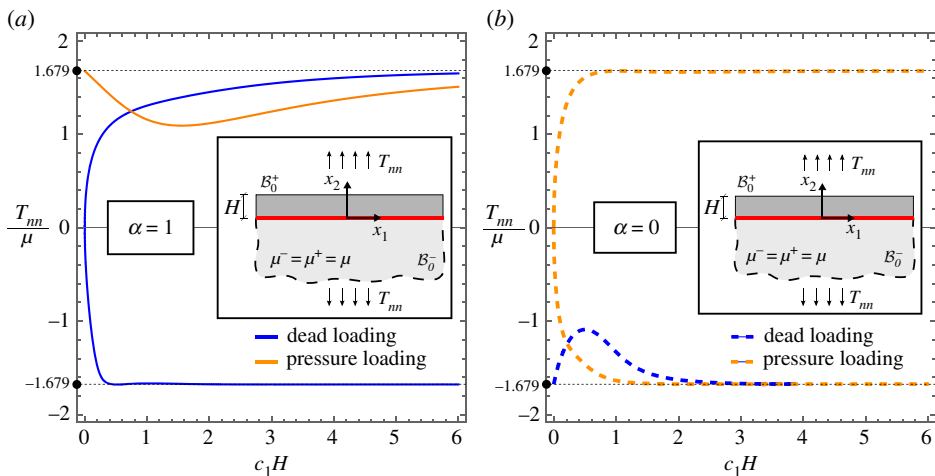 (a)
2
1.679
1
T_nn/μ
0
−1
−1.679
−2
T_nn
B_0^+
x_2
H
x_1
α = 1
μ^− = μ^+ = μ
B_0^-
T_nn
dead loading
pressure loading
0 1 2 3 4 5 6
c_1H
(b)
2
1.679
1
T_nn/μ
0
−1
−1.679
−2
T_nn
B_0^+
x_2
H
x_1
α = 0
μ^− = μ^+ = μ
B_0^-
T_nn
dead loading
pressure loading
0 1 2 3 4 5 6
c_1H